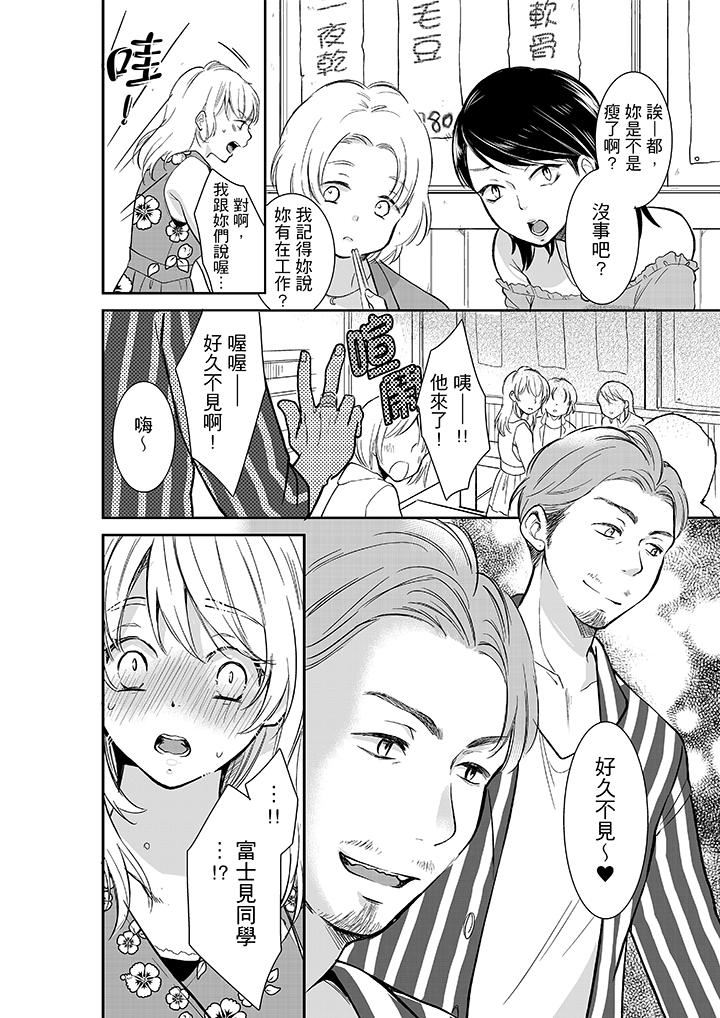 軟骨
毛豆
780
一夜乾
誒—都，
妳是不是
瘦了啊？
沒事吧？
我記得妳說
妳有在工作？
哇！
對啊，
我跟妳們說喔…
咦—!!
他來了！
喧鬧
喔喔—
好久不見啊！
嗨～
好久不見～♥
…!!
富士見同學
…!?